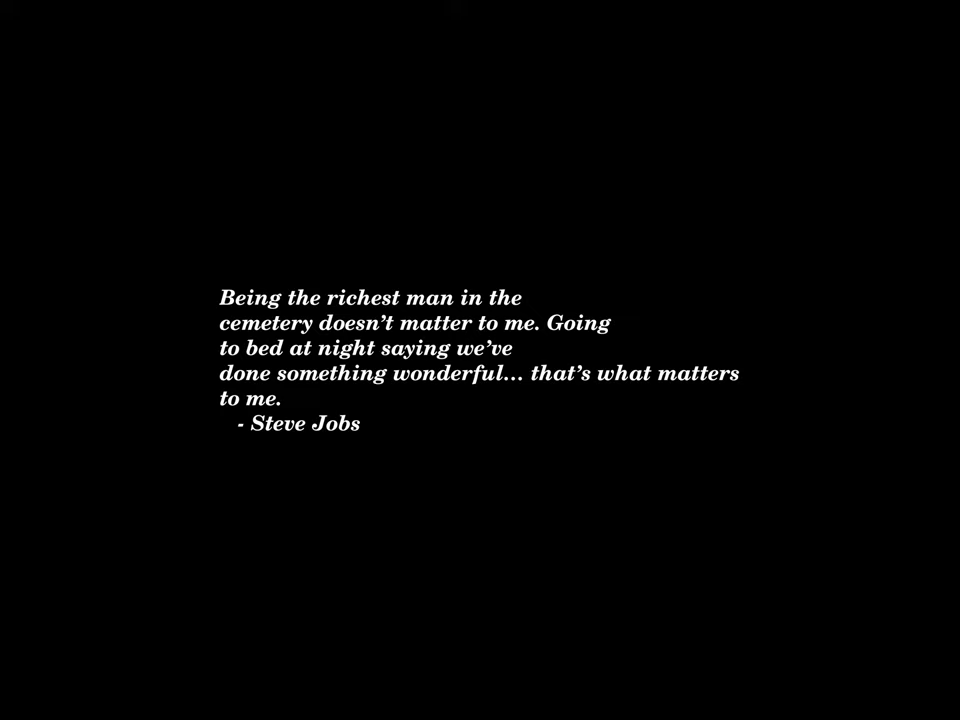 Being the richest man in the
cemetery doesn’t matter to me. Going
to bed at night saying we’ve
done something wonderful… that’s what matters
to me.
- Steve Jobs